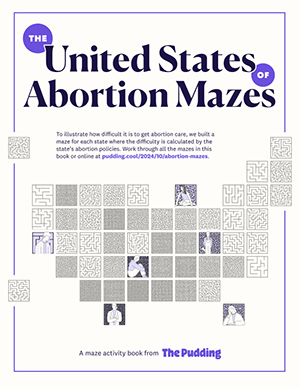 THE
United States
OF
Abortion Mazes
To illustrate how difficult it is to get abortion care, we built a
maze for each state where the difficulty is calculated by the
state's abortion policies. Work through all the mazes in this
book or online at pudding.cool/2024/10/abortion-mazes.
A maze activity book from The Pudding